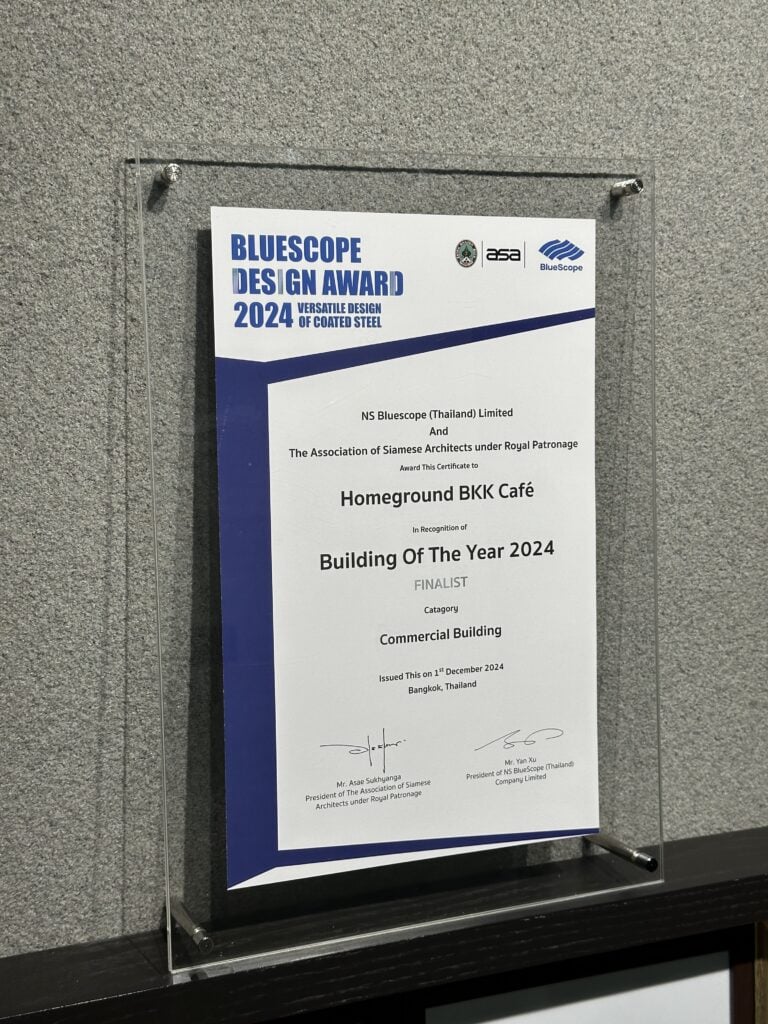 BLUESCOPE
DESIGN AWARD
2024 VERSATILE DESIGN
OF COATED STEEL
asa
BlueScope
NS Bluescope (Thailand) Limited
And
The Association of Siamese Architects under Royal Patronage
Award This Certificate to
Homeground BKK Café
In Recognition of
Building Of The Year 2024
FINALIST
Catagory
Commercial Building
Issued This on 1st December 2024
Bangkok, Thailand
Mr. Asae Sukhyanga
President of The Association of Siamese
Architects under Royal Patronage
Mr. Yan Xu
President of NS BlueScope (Thailand)
Company Limited